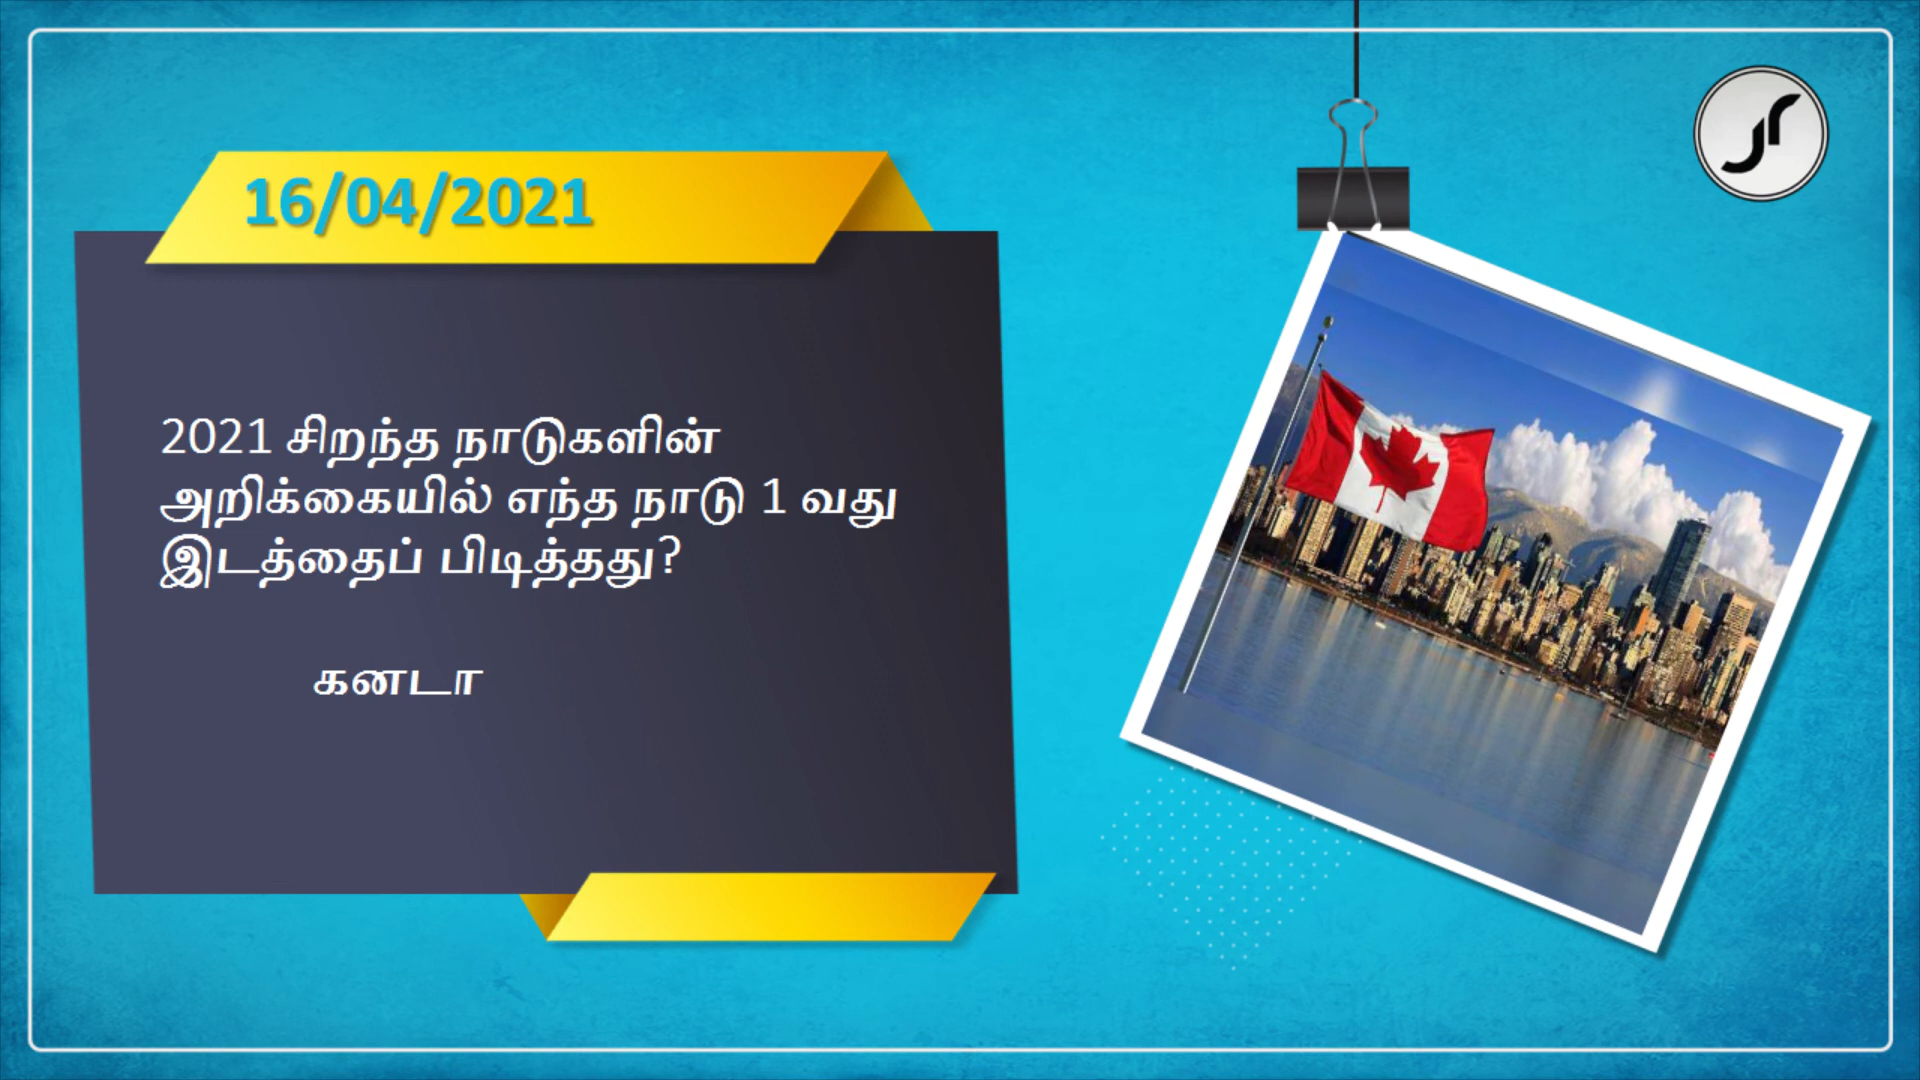 16/04/2021
2021 சிறந்த நாடுகளின்
அறிக்கையில் எந்த நாடு 1 வது
இடத்தைப் பிடித்தது?
கனடா